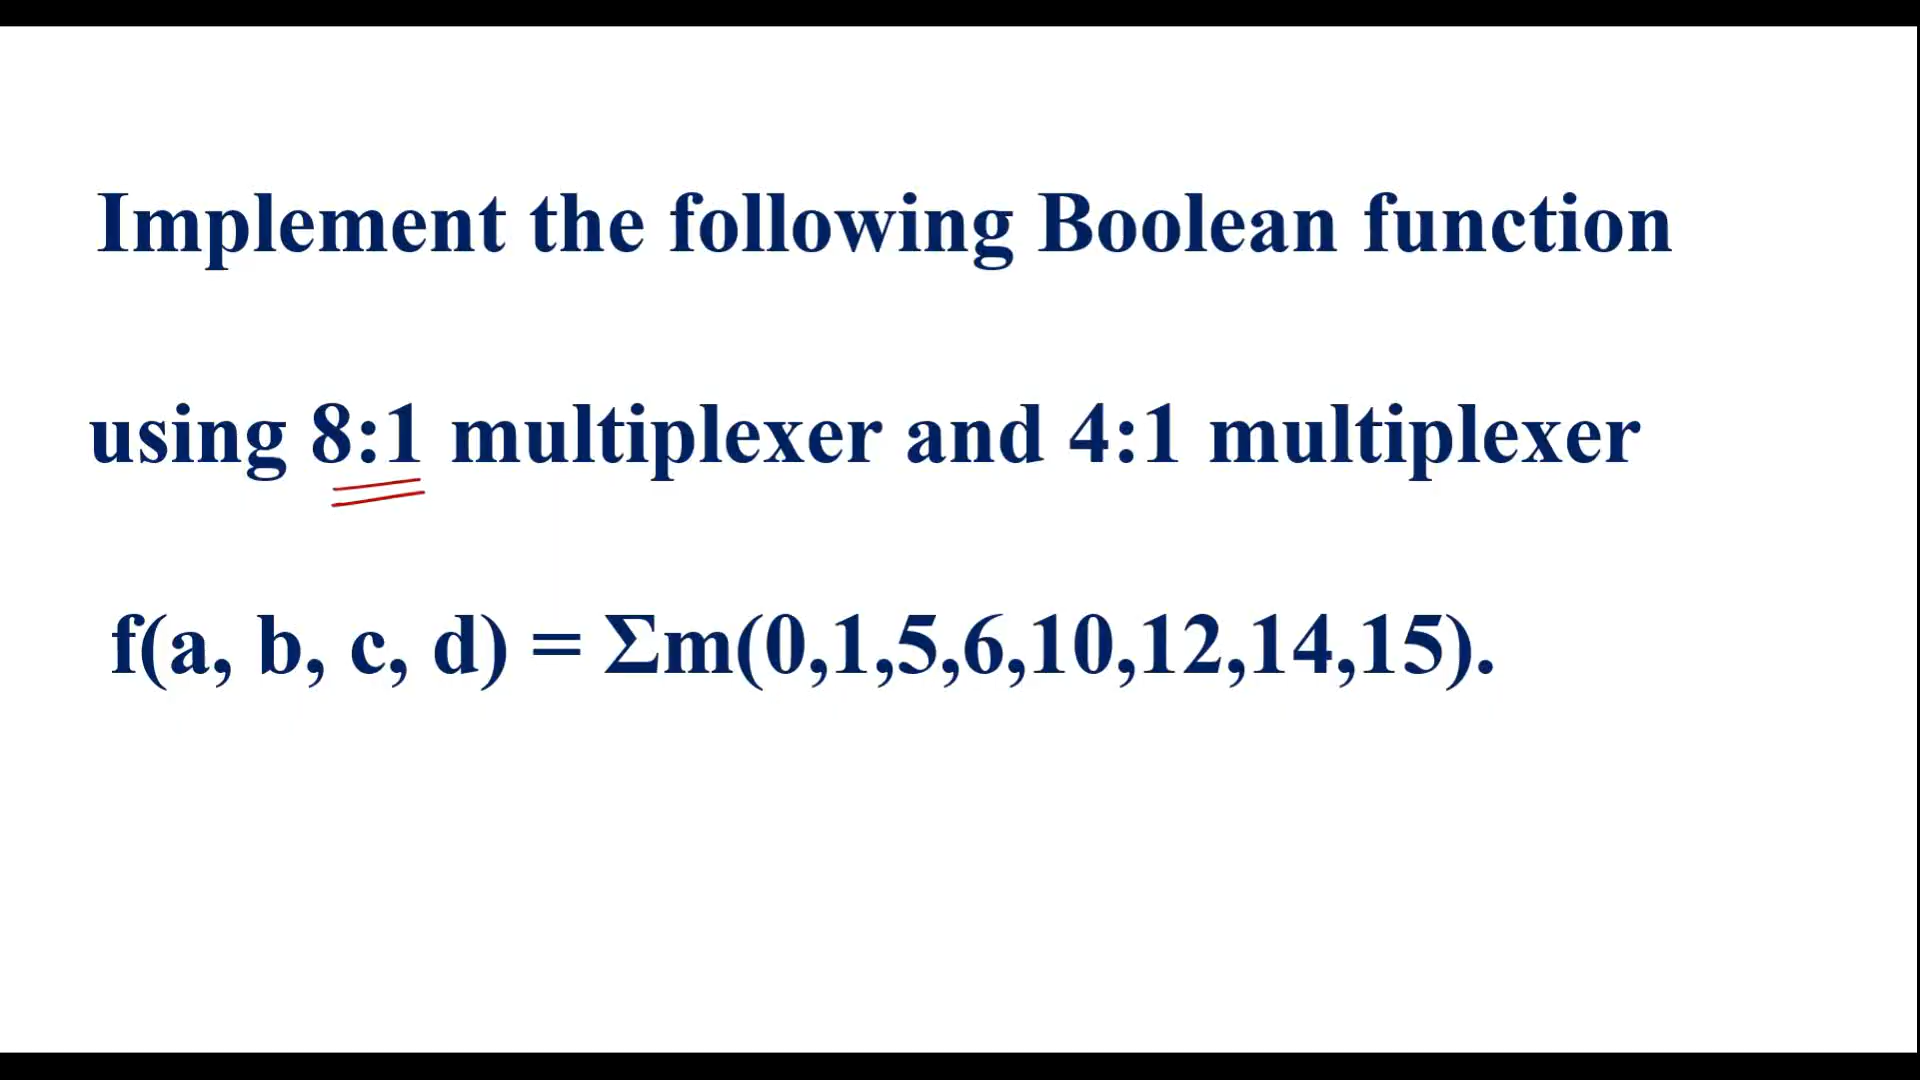 Implement the following Boolean function
using 8:1 multiplexer and 4:1 multiplexer
f(a, b, c, d) = Σm(0,1,5,6,10,12,14,15).